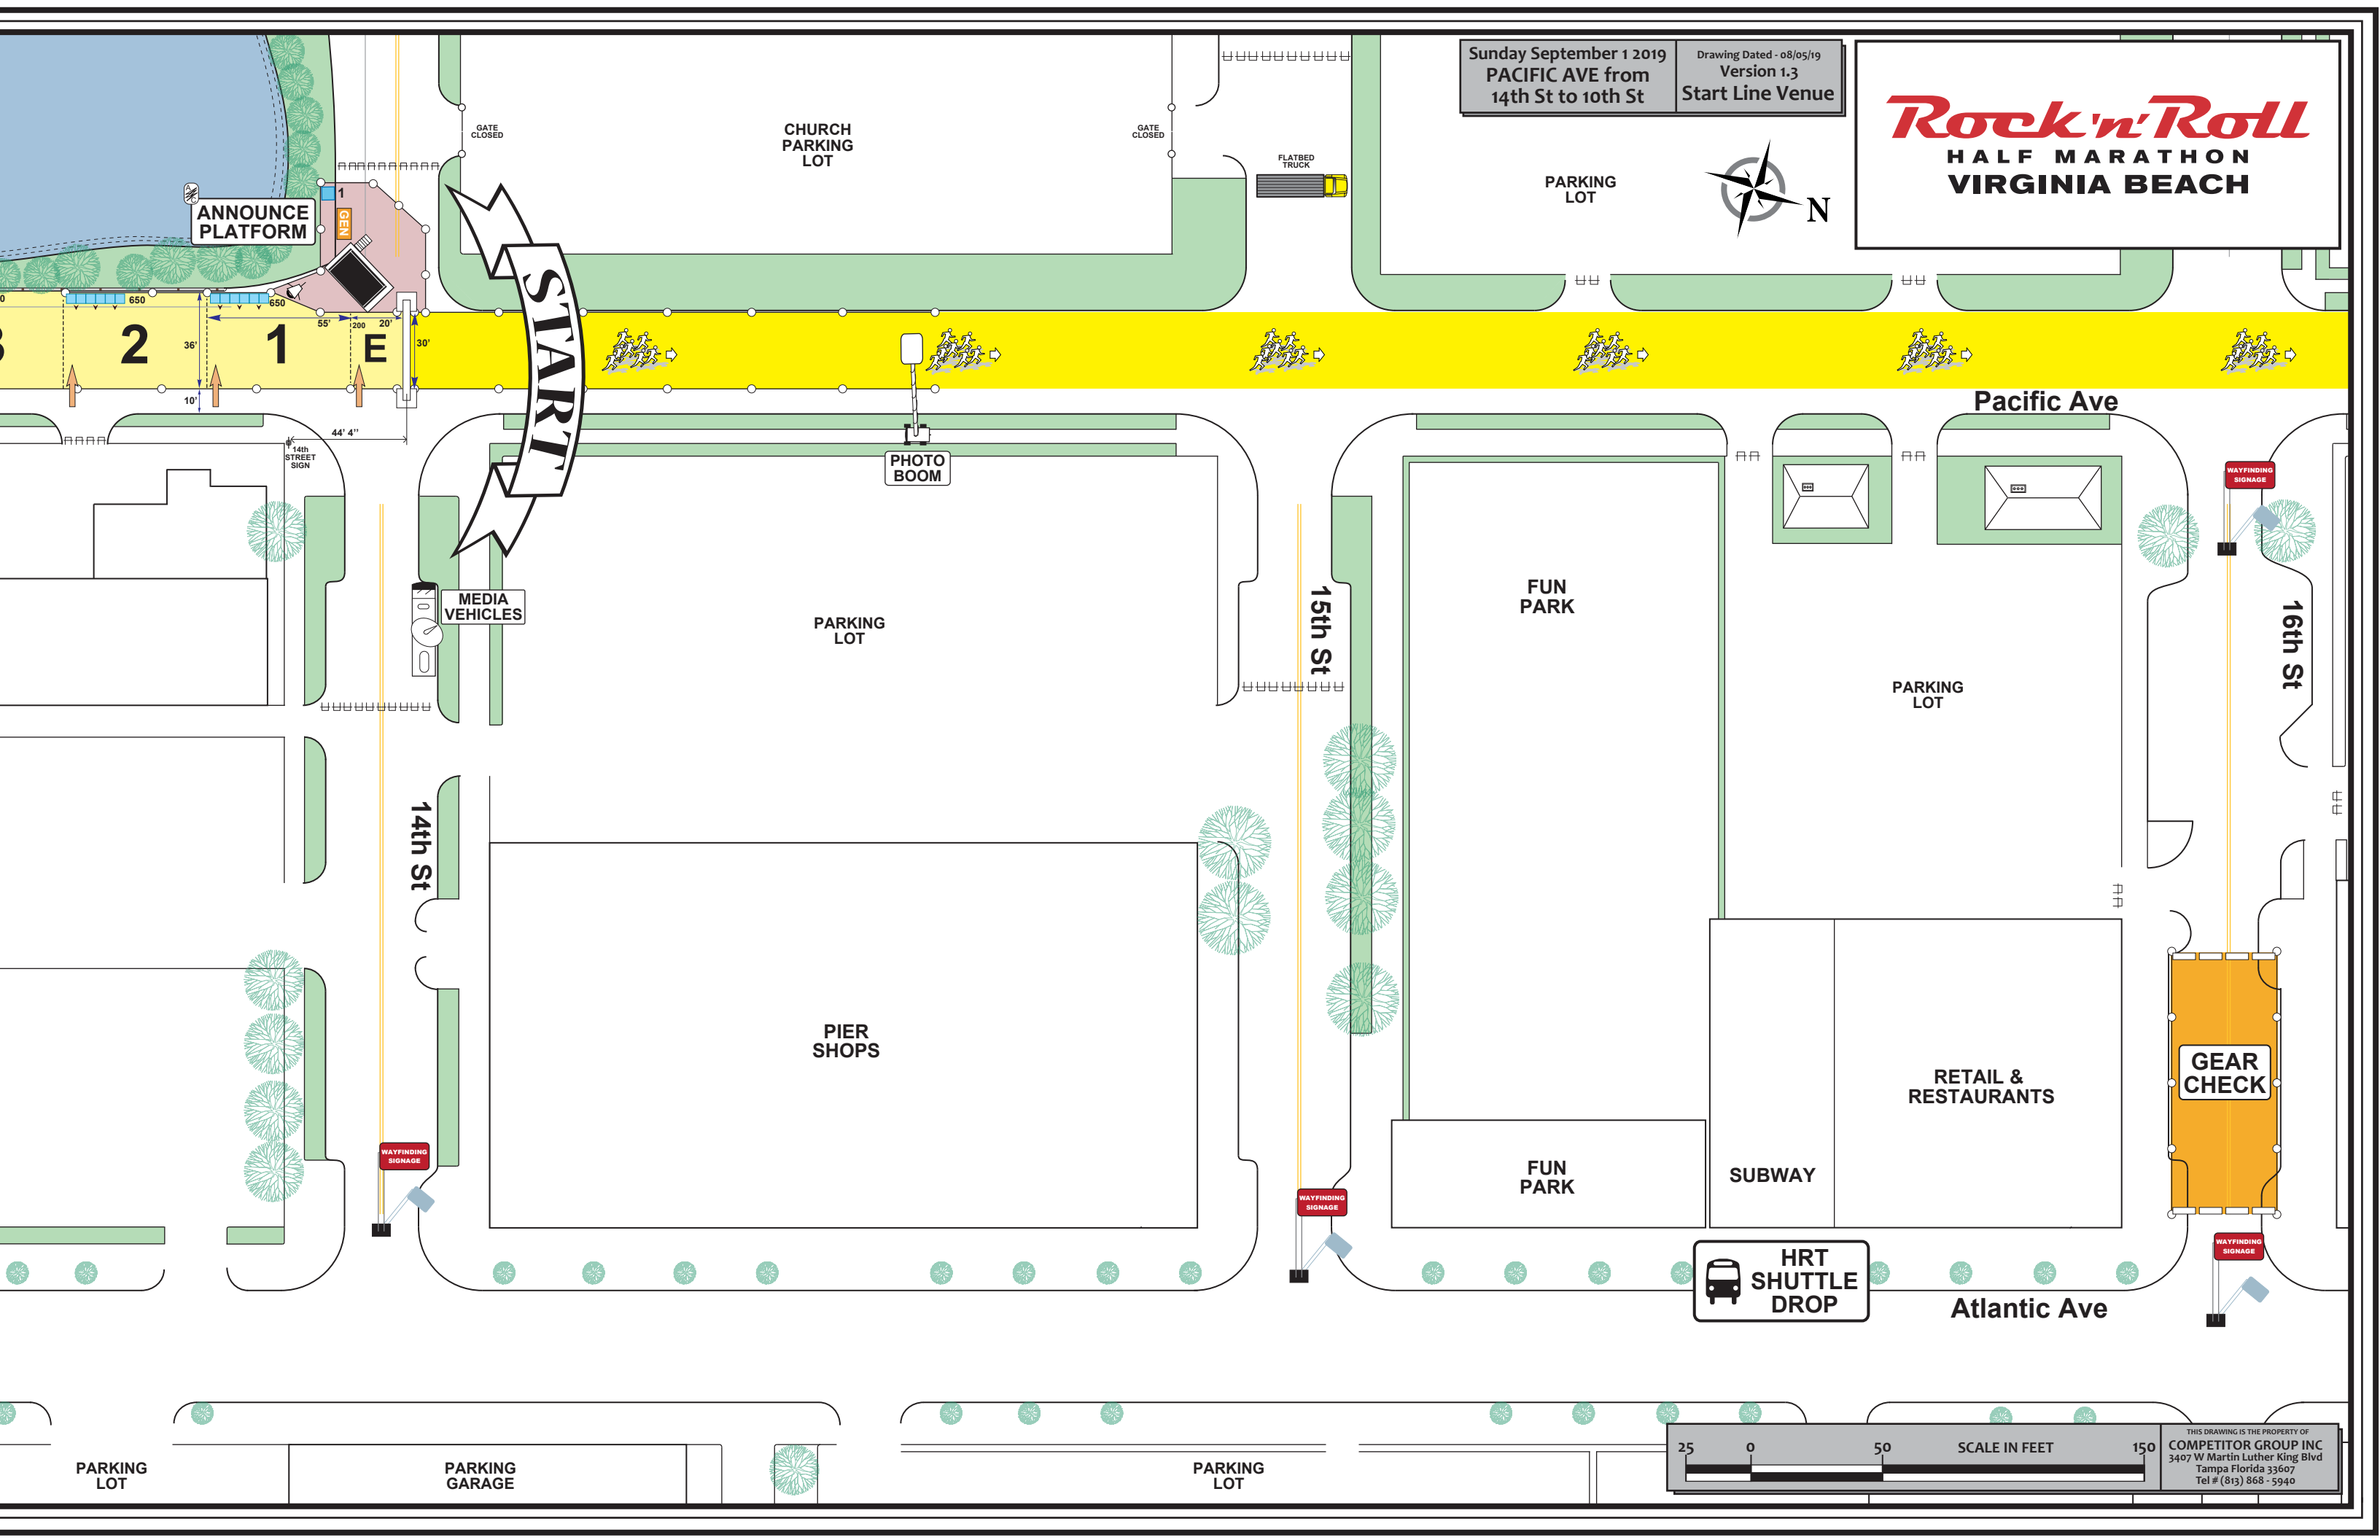 Sunday September 1 2019
PACIFIC AVE from
14th St to 10th St
Drawing Dated - 08/05/19
Version 1.3
Start Line Venue
Rock 'n' Roll
HALF MARATHON
VIRGINIA BEACH
N
GATE
CLOSED
CHURCH
PARKING
LOT
GATE
CLOSED
FLATBED
TRUCK
PARKING
LOT
ANNOUNCE
PLATFORM
1
GEN
START
0
650
650
55'
200
20'
3
2
36'
1
E
30'
10'
44' 4"
14th
STREET
SIGN
Pacific Ave
PHOTO
BOOM
WAYFINDING
SIGNAGE
MEDIA
VEHICLES
PARKING
LOT
15th St
FUN
PARK
16th St
PARKING
LOT
14th St
PIER
SHOPS
RETAIL &
RESTAURANTS
GEAR
CHECK
WAYFINDING
SIGNAGE
FUN
PARK
SUBWAY
WAYFINDING
SIGNAGE
WAYFINDING
SIGNAGE
HRT
SHUTTLE
DROP
Atlantic Ave
PARKING
LOT
PARKING
GARAGE
PARKING
LOT
25 0 50 SCALE IN FEET 150
THIS DRAWING IS THE PROPERTY OF
COMPETITOR GROUP INC
3407 W Martin Luther King Blvd
Tampa Florida 33607
Tel # (813) 868 - 5940